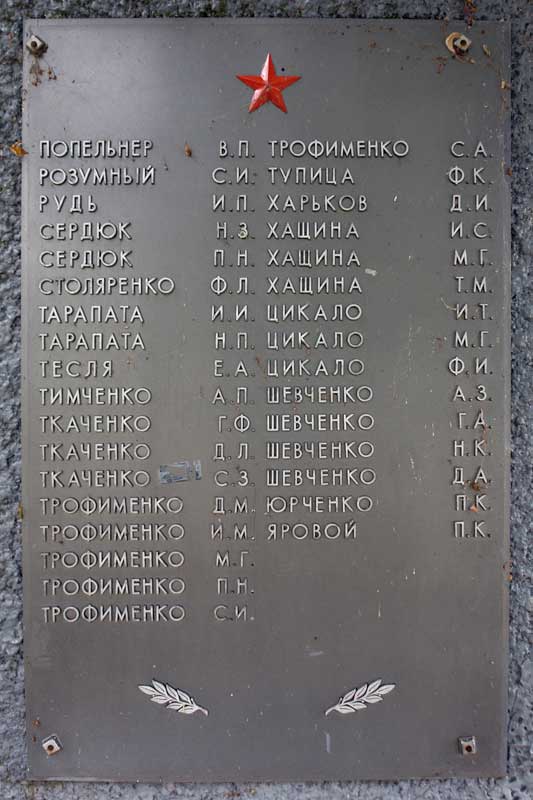 ПОПЕЛЬНЕР В.П.
РОЗУМНЫЙ С.И.
РУДЬ И.П.
СЕРДЮК Н.З.
СЕРДЮК П.Н.
СТОЛЯРЕНКО Ф.Л.
ТАРАПАТА И.И.
ТАРАПАТА Н.П.
ТЕСЛЯ Е.А.
ТИМЧЕНКО А.П.
ТКАЧЕНКО Г.Ф.
ТКАЧЕНКО Д.Л.
ТКАЧЕНКО С.З.
ТРОФИМЕНКО Д.М.
ТРОФИМЕНКО И.М.
ТРОФИМЕНКО М.Г.
ТРОФИМЕНКО П.Н.
ТРОФИМЕНКО С.И.
ТРОФИМЕНКО С.А.
ТУПИЦА Ф.К.
ХАРЬКОВ Д.И.
ХАЩИНА И.С.
ХАЩИНА М.Г.
ХАЩИНА Т.М.
ЦИКАЛО И.Т.
ЦИКАЛО М.Г.
ЦИКАЛО Ф.И.
ШЕВЧЕНКО А.З.
ШЕВЧЕНКО Г.А.
ШЕВЧЕНКО Н.К.
ШЕВЧЕНКО Д.А.
ЮРЧЕНКО П.К.
ЯРОВОЙ П.К.